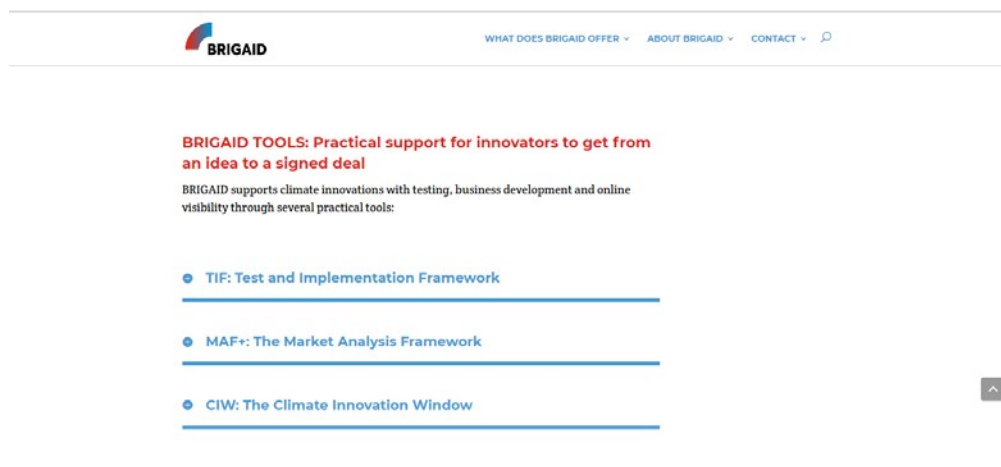 BRIGAID
WHAT DOES BRIGAID OFFER
ABOUT BRIGAID
CONTACT
BRIGAID TOOLS: Practical support for innovators to get from
an idea to a signed deal
BRIGAID supports climate innovations with testing, business development and online
visibility through several practical tools:
TIF: Test and Implementation Framework
MAF+: The Market Analysis Framework
CIW: The Climate Innovation Window